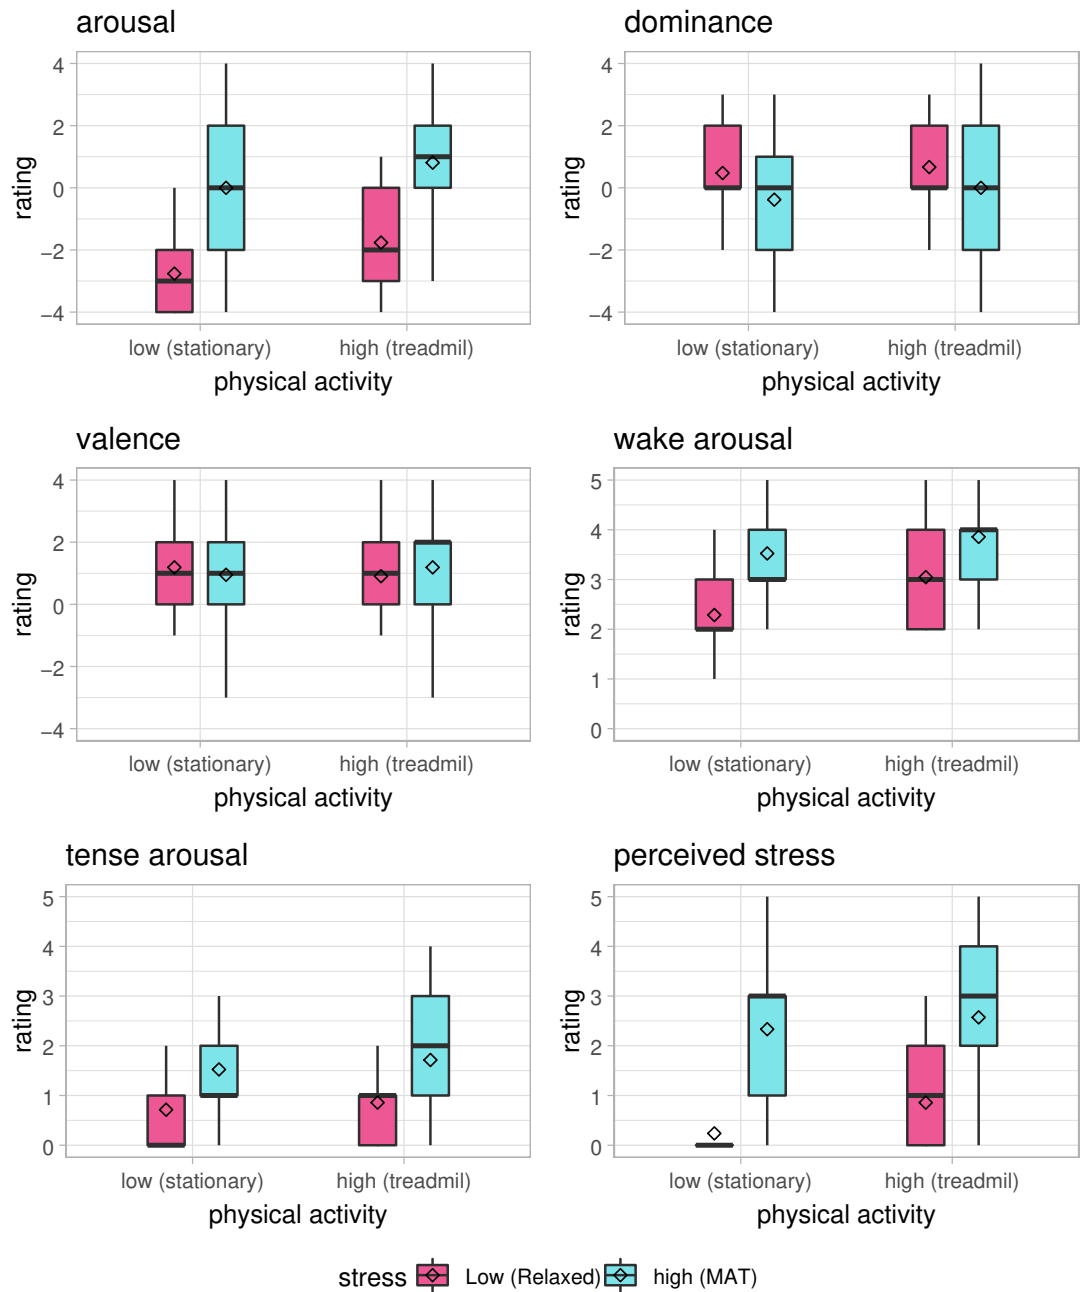 arousal
4
2
0
−2
−4
rating
low (stationary) high (treadmil)
physical activity
dominance
4
2
0
−2
−4
rating
low (stationary) high (treadmil)
physical activity
valence
4
2
0
−2
−4
rating
low (stationary) high (treadmil)
physical activity
wake arousal
5
4
3
2
1
0
rating
low (stationary) high (treadmil)
physical activity
tense arousal
5
4
3
2
1
0
rating
low (stationary) high (treadmil)
physical activity
perceived stress
5
4
3
2
1
0
rating
low (stationary) high (treadmil)
physical activity
stress Low (Relaxed) high (MAT)